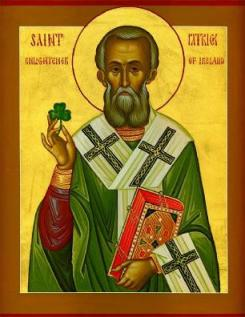 SAINT PATRICK
ENLIGHTENER OF IRELAND